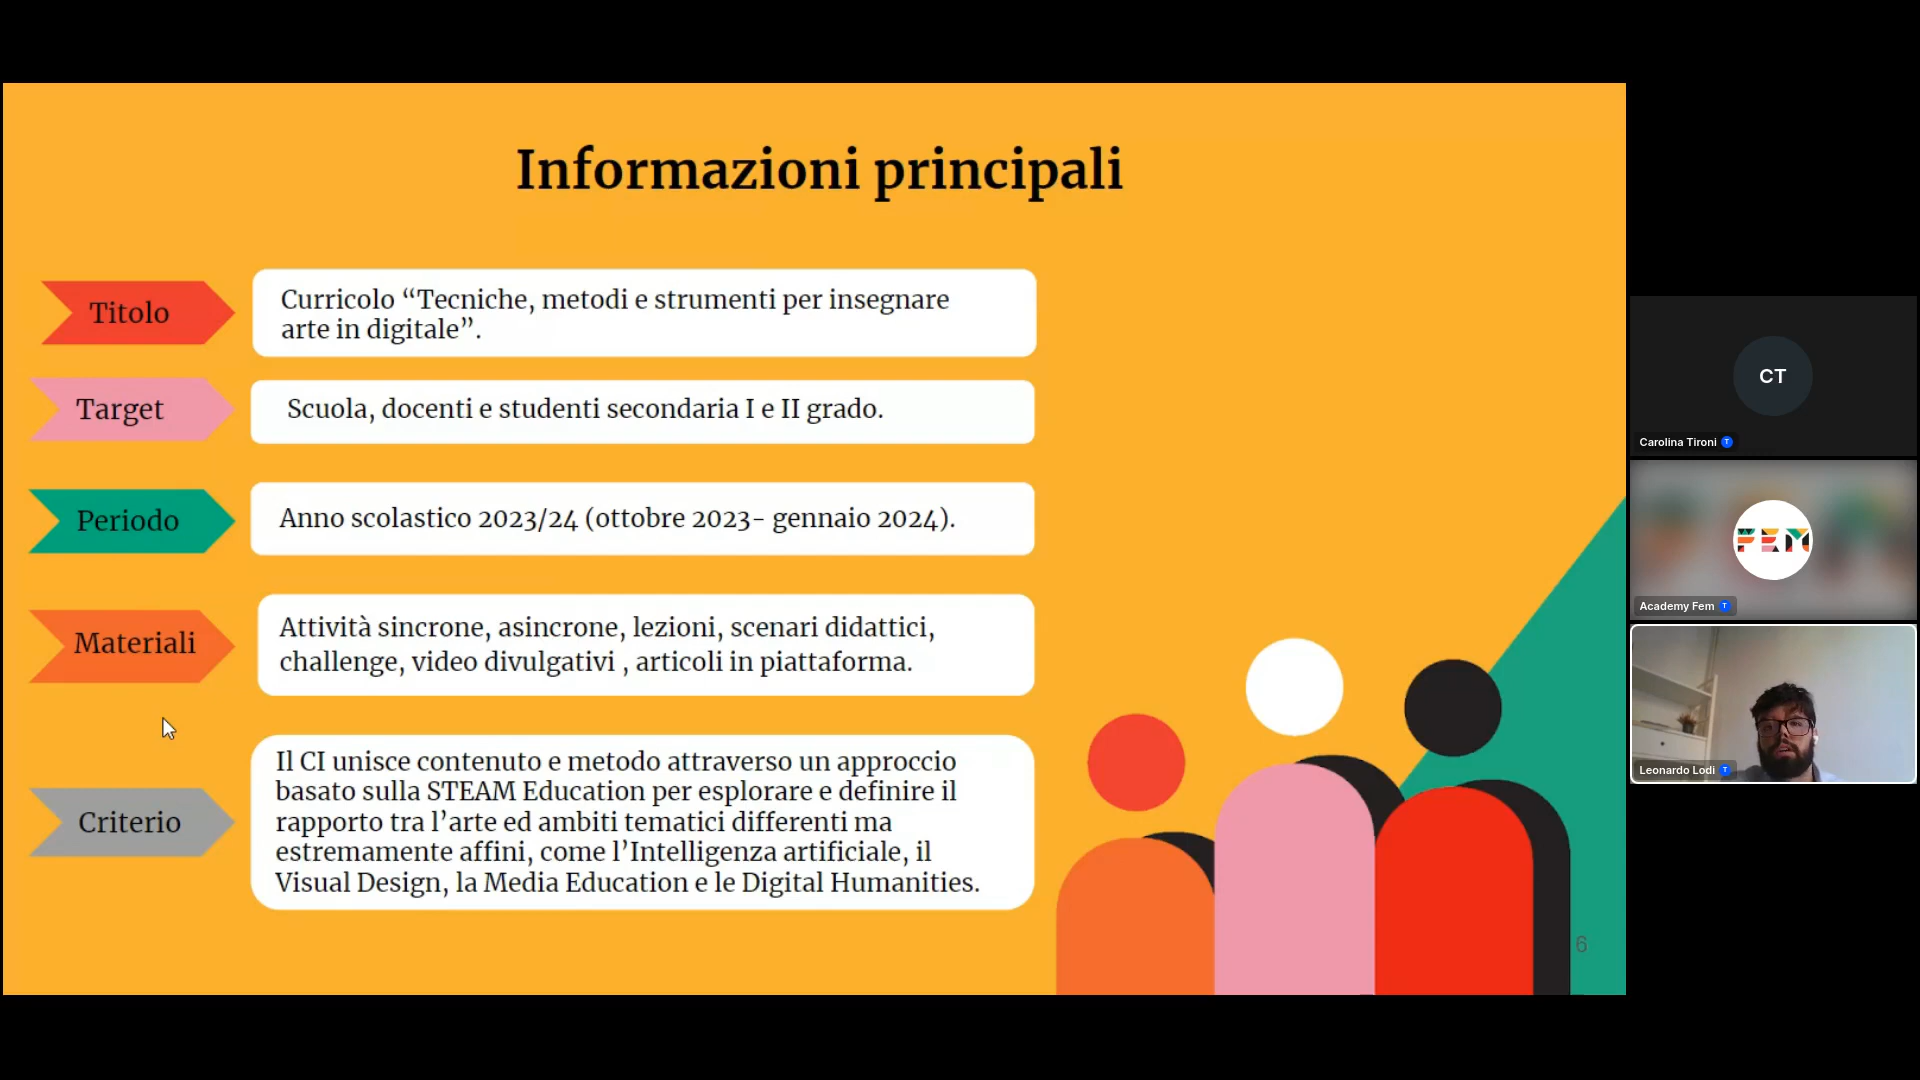 Informazioni principali
Titolo
Curricolo “Tecniche, metodi e strumenti per insegnare
arte in digitale”.
Target
Scuola, docenti e studenti secondaria I e II grado.
Periodo
Anno scolastico 2023/24 (ottobre 2023- gennaio 2024).
Materiali
Attività sincrone, asincrone, lezioni, scenari didattici,
challenge, video divulgativi , articoli in piattaforma.
Criterio
Il CI unisce contenuto e metodo attraverso un approccio
basato sulla STEAM Education per esplorare e definire il
rapporto tra l’arte ed ambiti tematici differenti ma
estremamente affini, come l’Intelligenza artificiale, il
Visual Design, la Media Education e le Digital Humanities.
6
CT
Carolina Tironi T
FEM
Academy Fem T
Leonardo Lodi T